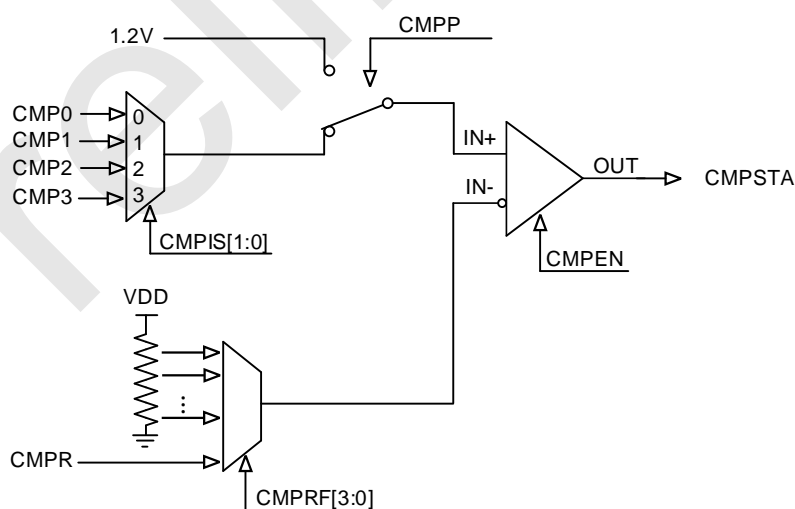 1.2V
CMPP
CMP0
CMP1
CMP2
CMP3
0
1
2
3
IN+
IN-
OUT
CMPSTA
CMPIS[1:0]
CMPEN
VDD
CMPR
CMPRF[3:0]